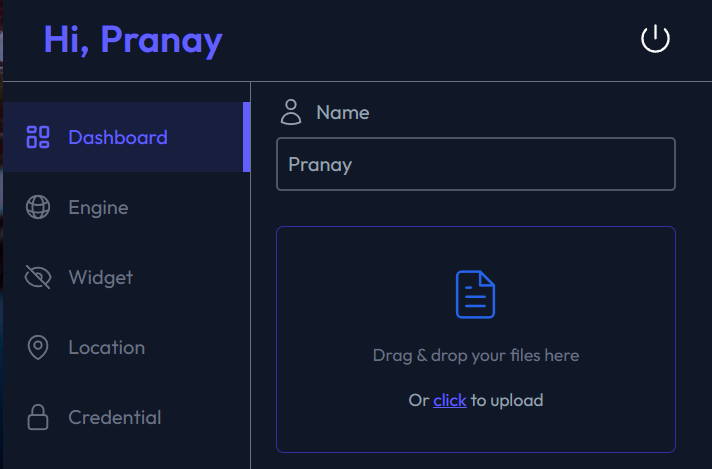 Hi, Pranay
Dashboard
Engine
Widget
Location
Credential
Name
Pranay
Drag & drop your files here
Or click to upload